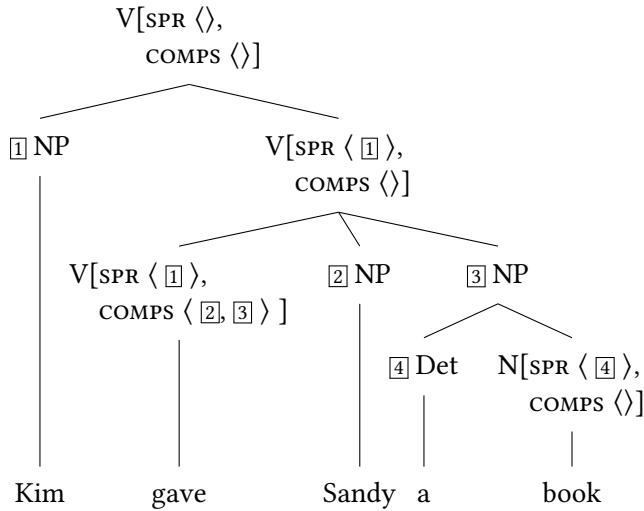 V[SPR ⟨⟩,
COMPS ⟨⟩]
1 NP
V[SPR ⟨ 1 ⟩,
COMPS ⟨⟩]
V[SPR ⟨ 1 ⟩,
COMPS ⟨ 2, 3 ⟩ ]
2 NP
3 NP
4 Det
N[SPR ⟨ 4 ⟩,
COMPS ⟨⟩]
Kim gave Sandy a book